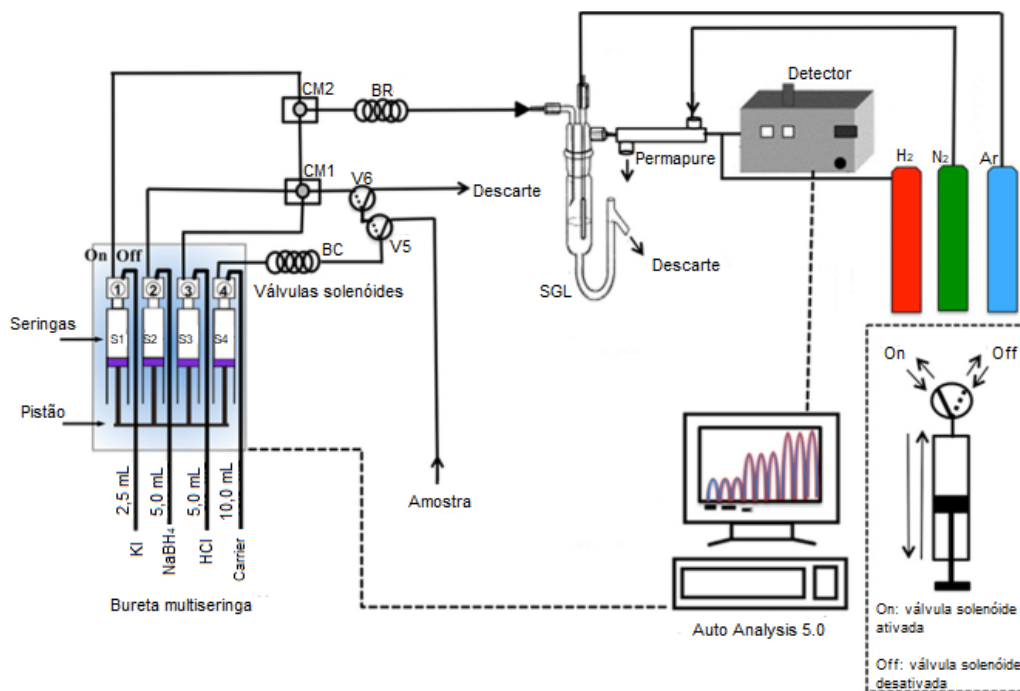 CM2
BR
Detector
H₂
N₂
Ar
Permapure
CM1
V6
Descarte
V5
BC
On Off
Válvulas solenóides
SGL
Descarte
1
2
3
4
Seringas
S1
S2
S3
S4
Pistão
2,5 mL
5,0 mL
5,0 mL
10,0 mL
KI
NaBH₄
HCl
Carrier
Amostra
Bureta multiseringa
Auto Analysis 5.0
On
Off
On: válvula solenóide
ativada
Off: válvula solenóide
desativada